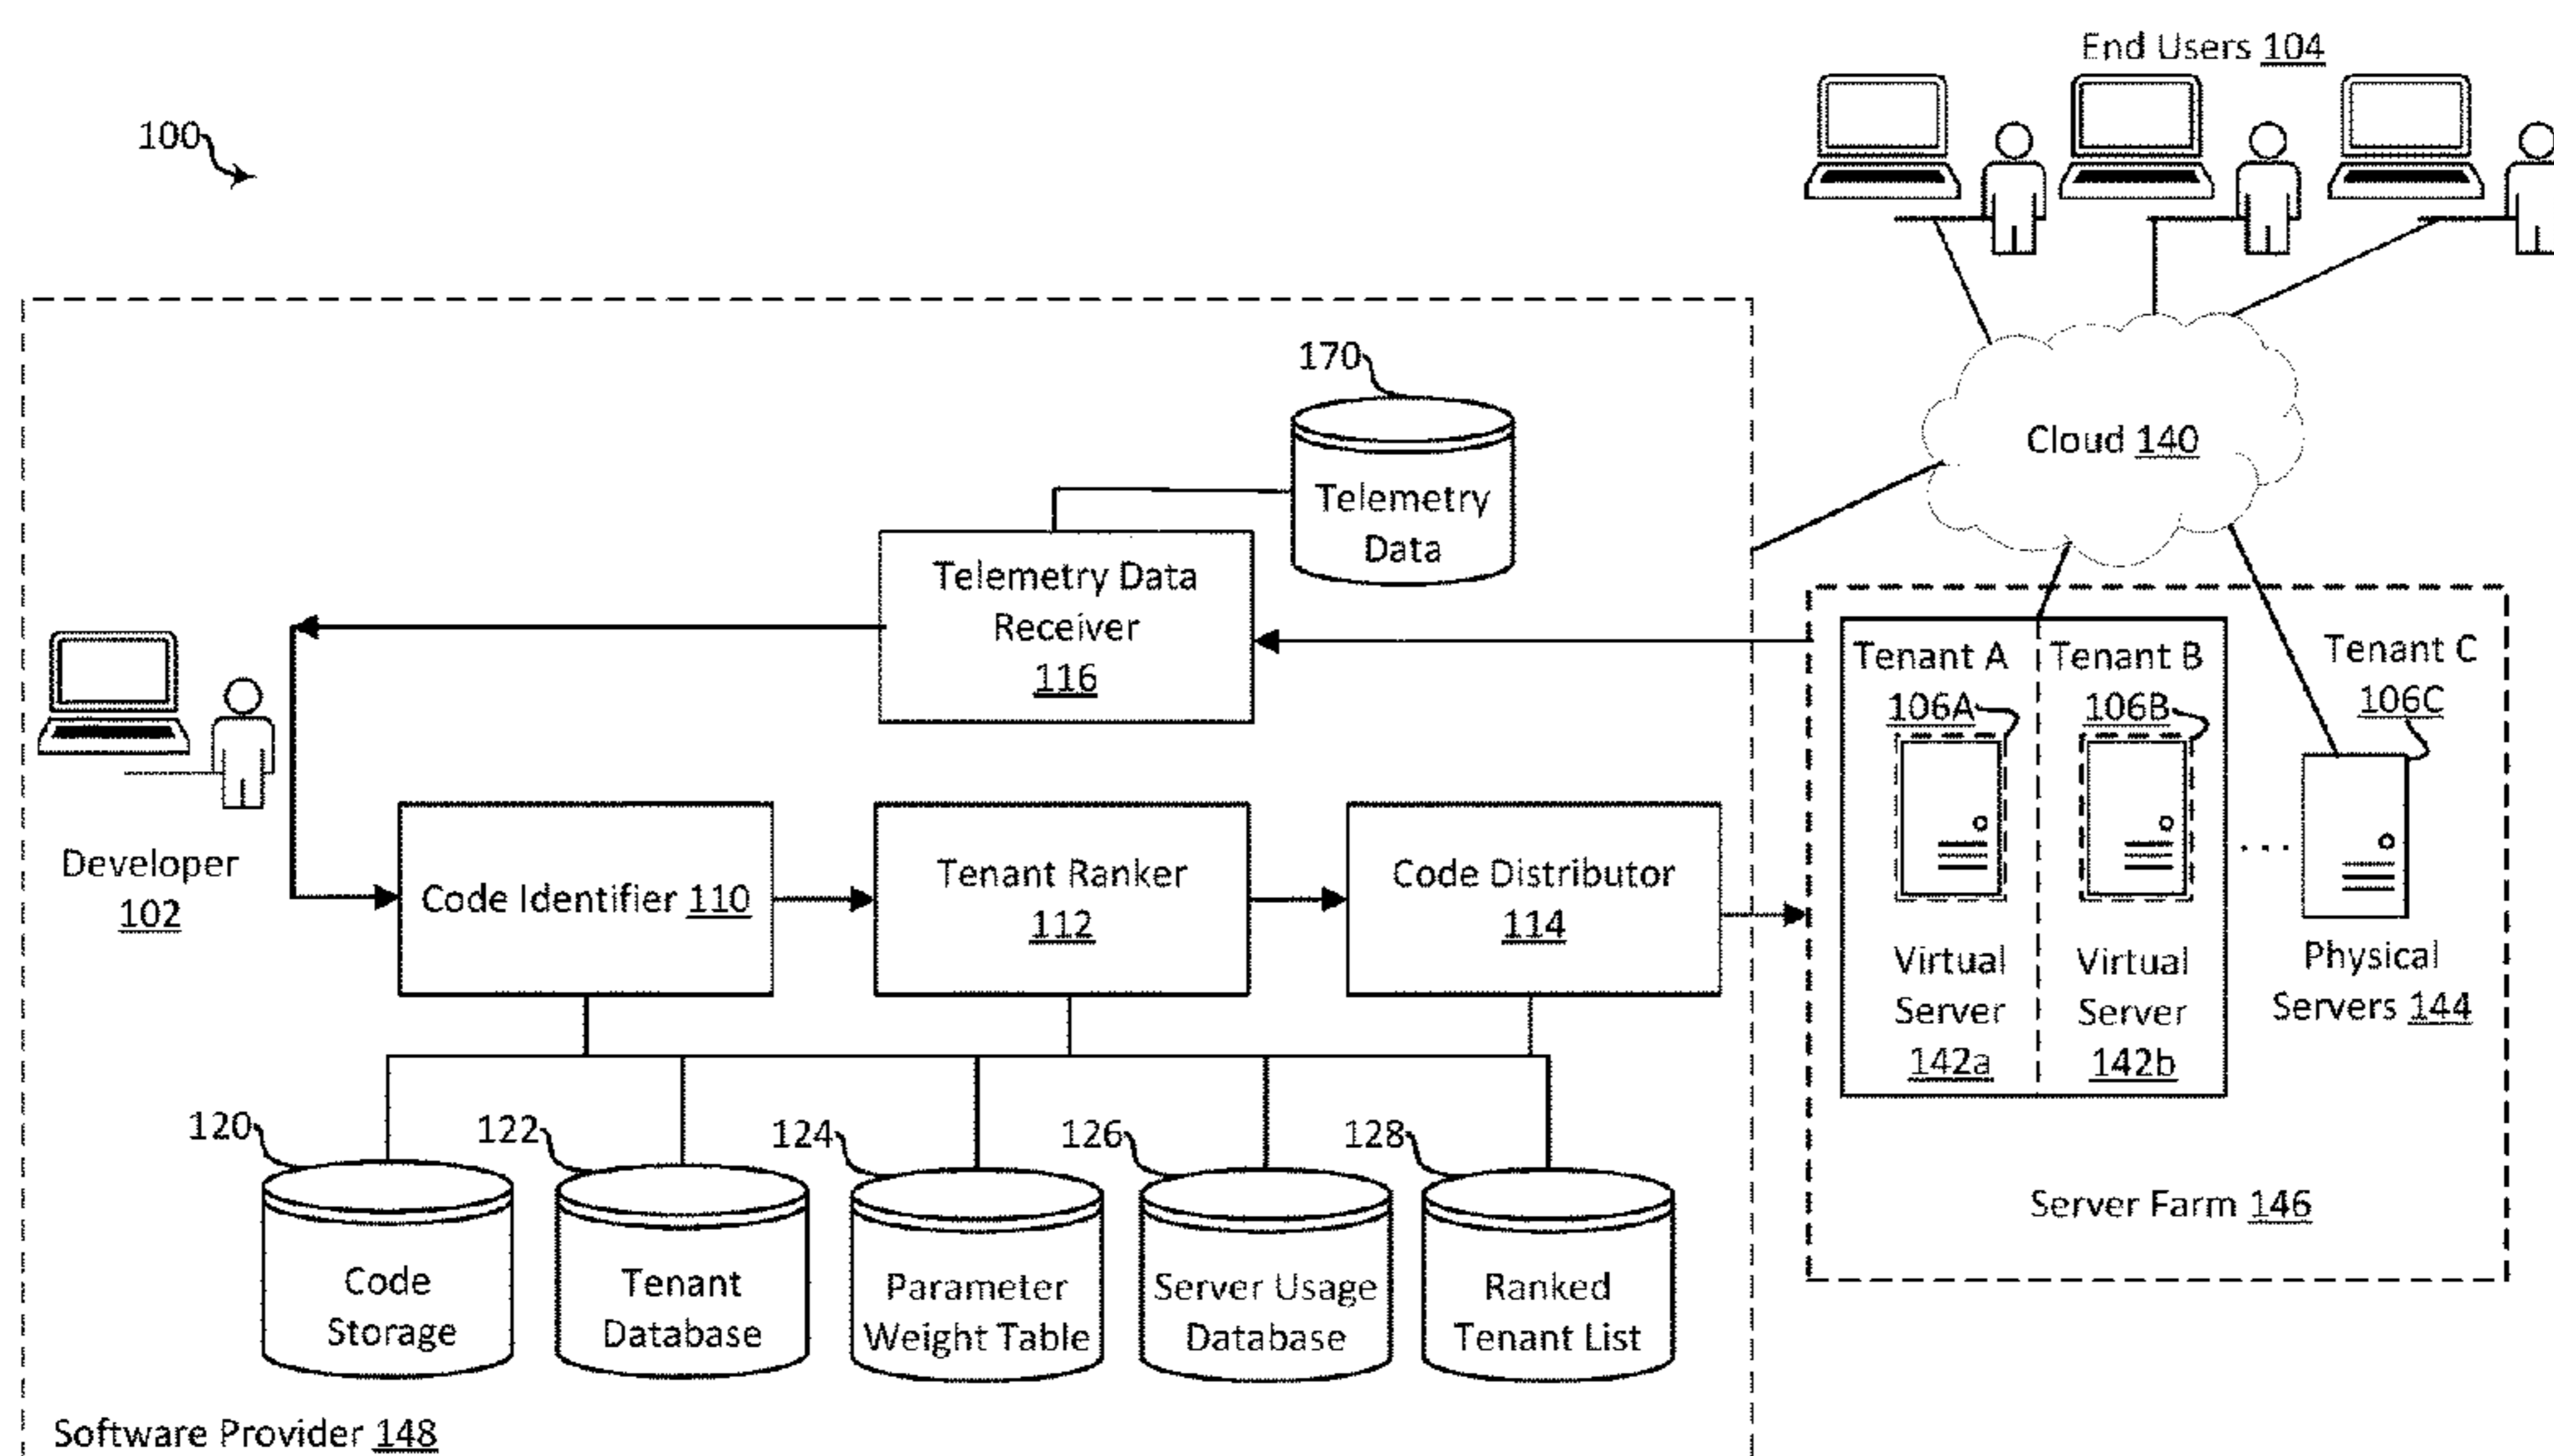 End Users 104
100
170
Cloud 140
Telemetry
Data
Telemetry Data
Receiver
116
Tenant A
106A
Tenant B
106B
Tenant C
106C
Developer
102
Code Identifier 110
Tenant Ranker
112
Code Distributor
114
Virtual
Server
142a
Virtual
Server
142b
...
Physical
Servers 144
120
122
124
126
128
Server Farm 146
Code
Storage
Tenant
Database
Parameter
Weight Table
Server Usage
Database
Ranked
Tenant List
Software Provider 148